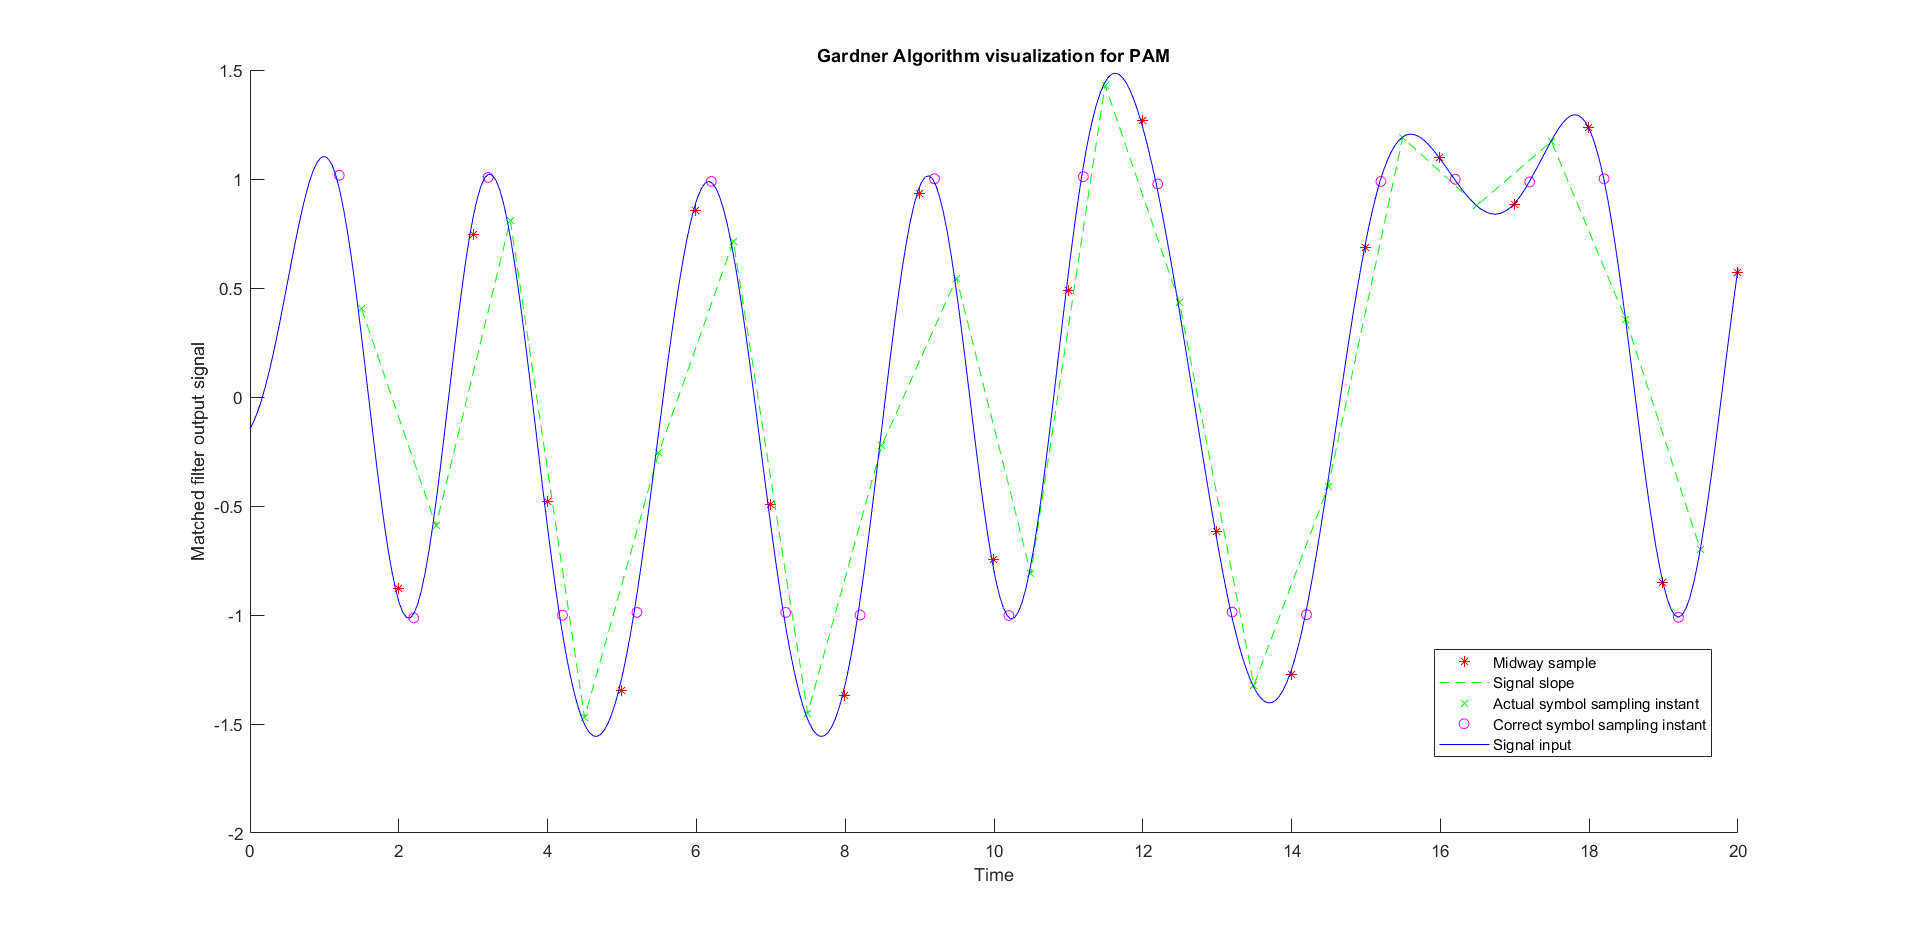 Gardner Algorithm visualization for PAM
1.5
1
0.5
0
-0.5
-1
-1.5
-2
Matched filter output signal
0 2 4 6 8 10 12 14 16 18 20
Time
Midway sample
Signal slope
Actual symbol sampling instant
Correct symbol sampling instant
Signal input